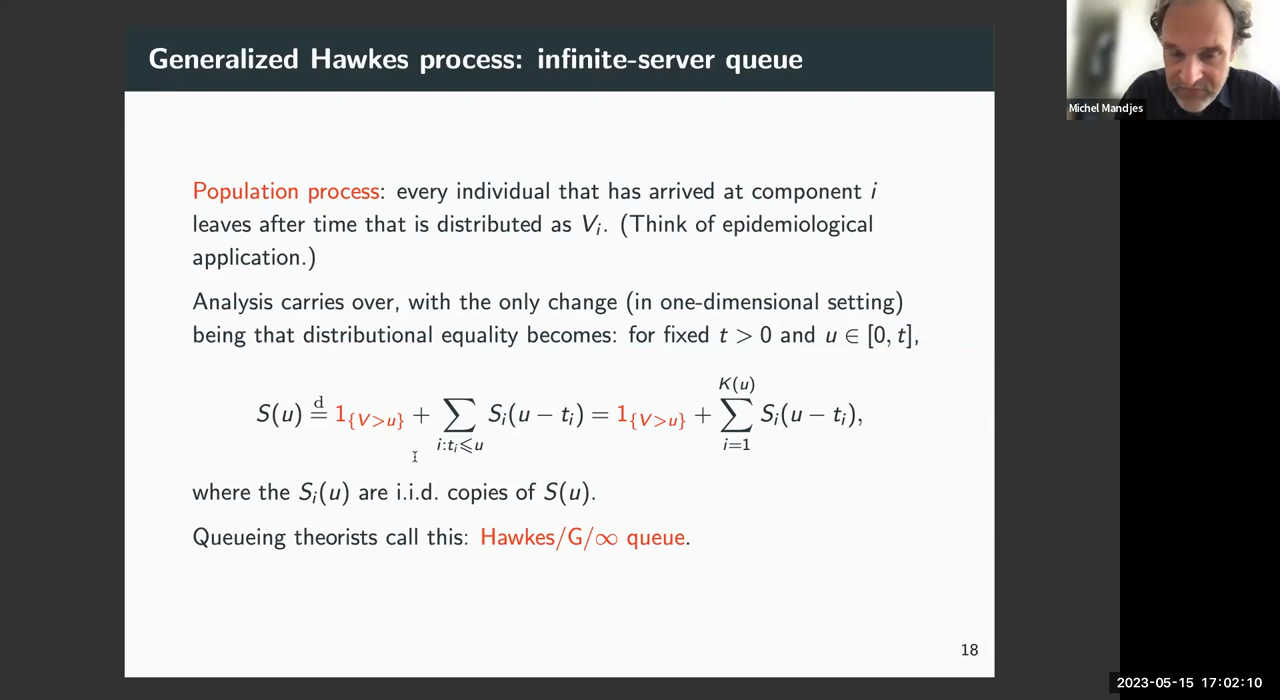 Generalized Hawkes process: infinite-server queue
Michel Mandjes
Population process: every individual that has arrived at component i
leaves after time that is distributed as V_i. (Think of epidemiological
application.)
Analysis carries over, with the only change (in one-dimensional setting)
being that distributional equality becomes: for fixed t > 0 and u ∈ [0, t],
S(u) \stackrel{d}{=} 1_{\{V>u\}} + \sum_{i:t_i⩽u} S_i(u − t_i) = 1_{\{V>u\}} + \sum_{i=1}^{K(u)} S_i(u − t_i),
where the S_i(u) are i.i.d. copies of S(u).
Queueing theorists call this: Hawkes/G/∞ queue.
18
2023-05-15 17:02:10